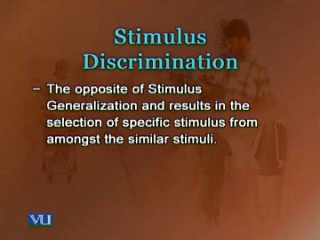 Stimulus
Discrimination
– The opposite of Stimulus
Generalization and results in the
selection of specific stimulus from
amongst the similar stimuli.
VU